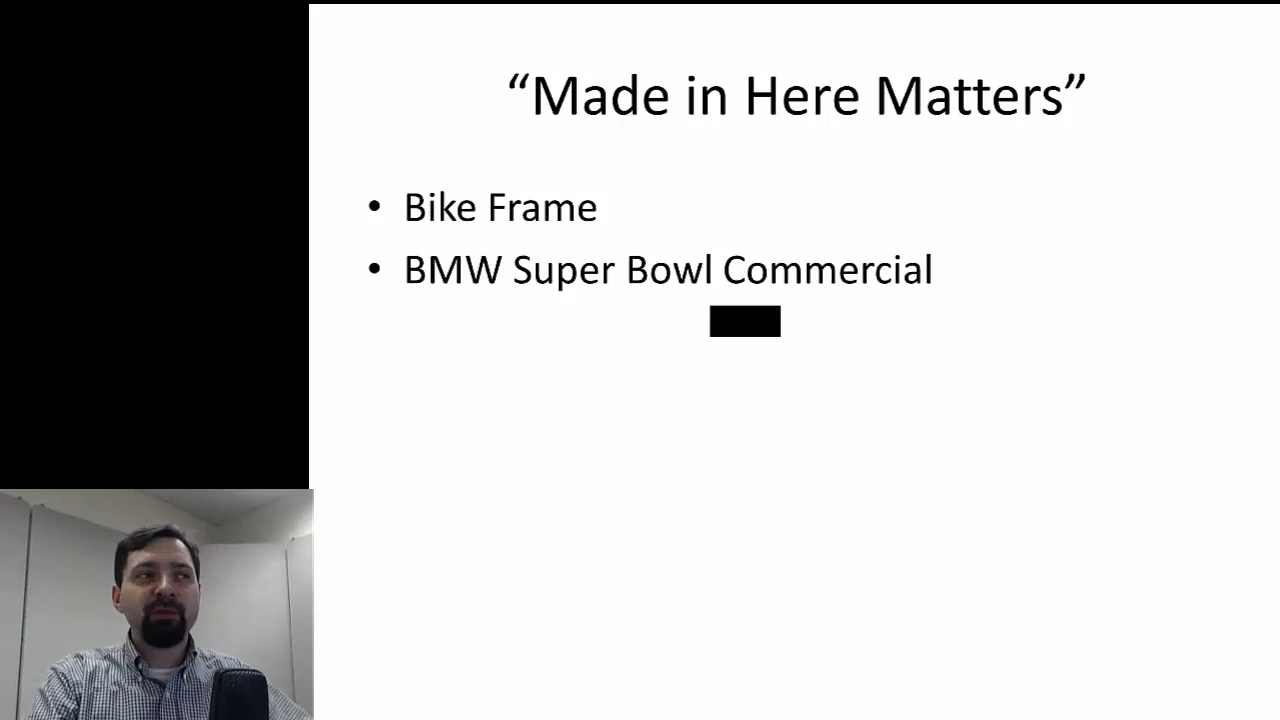 “Made in Here Matters”
• Bike Frame
• BMW Super Bowl Commercial